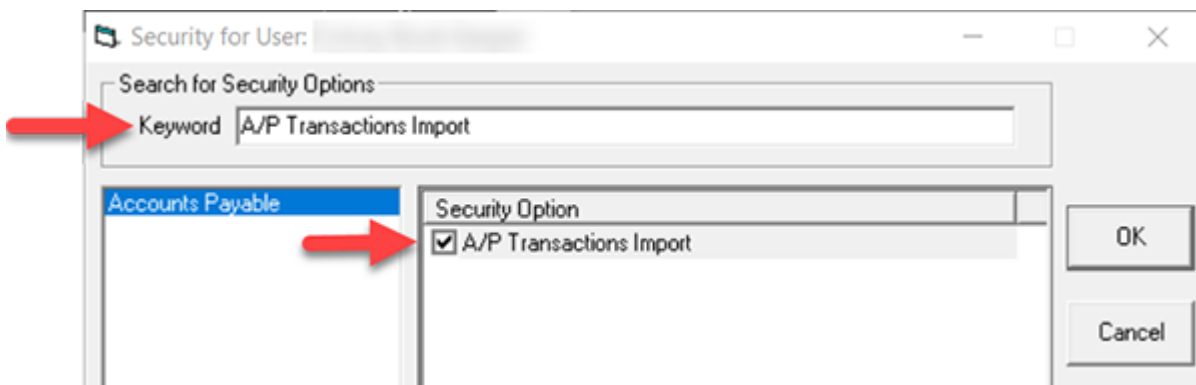 Security for User:
Search for Security Options
Keyword A/P Transactions Import
Accounts Payable
Security Option
A/P Transactions Import
OK
Cancel